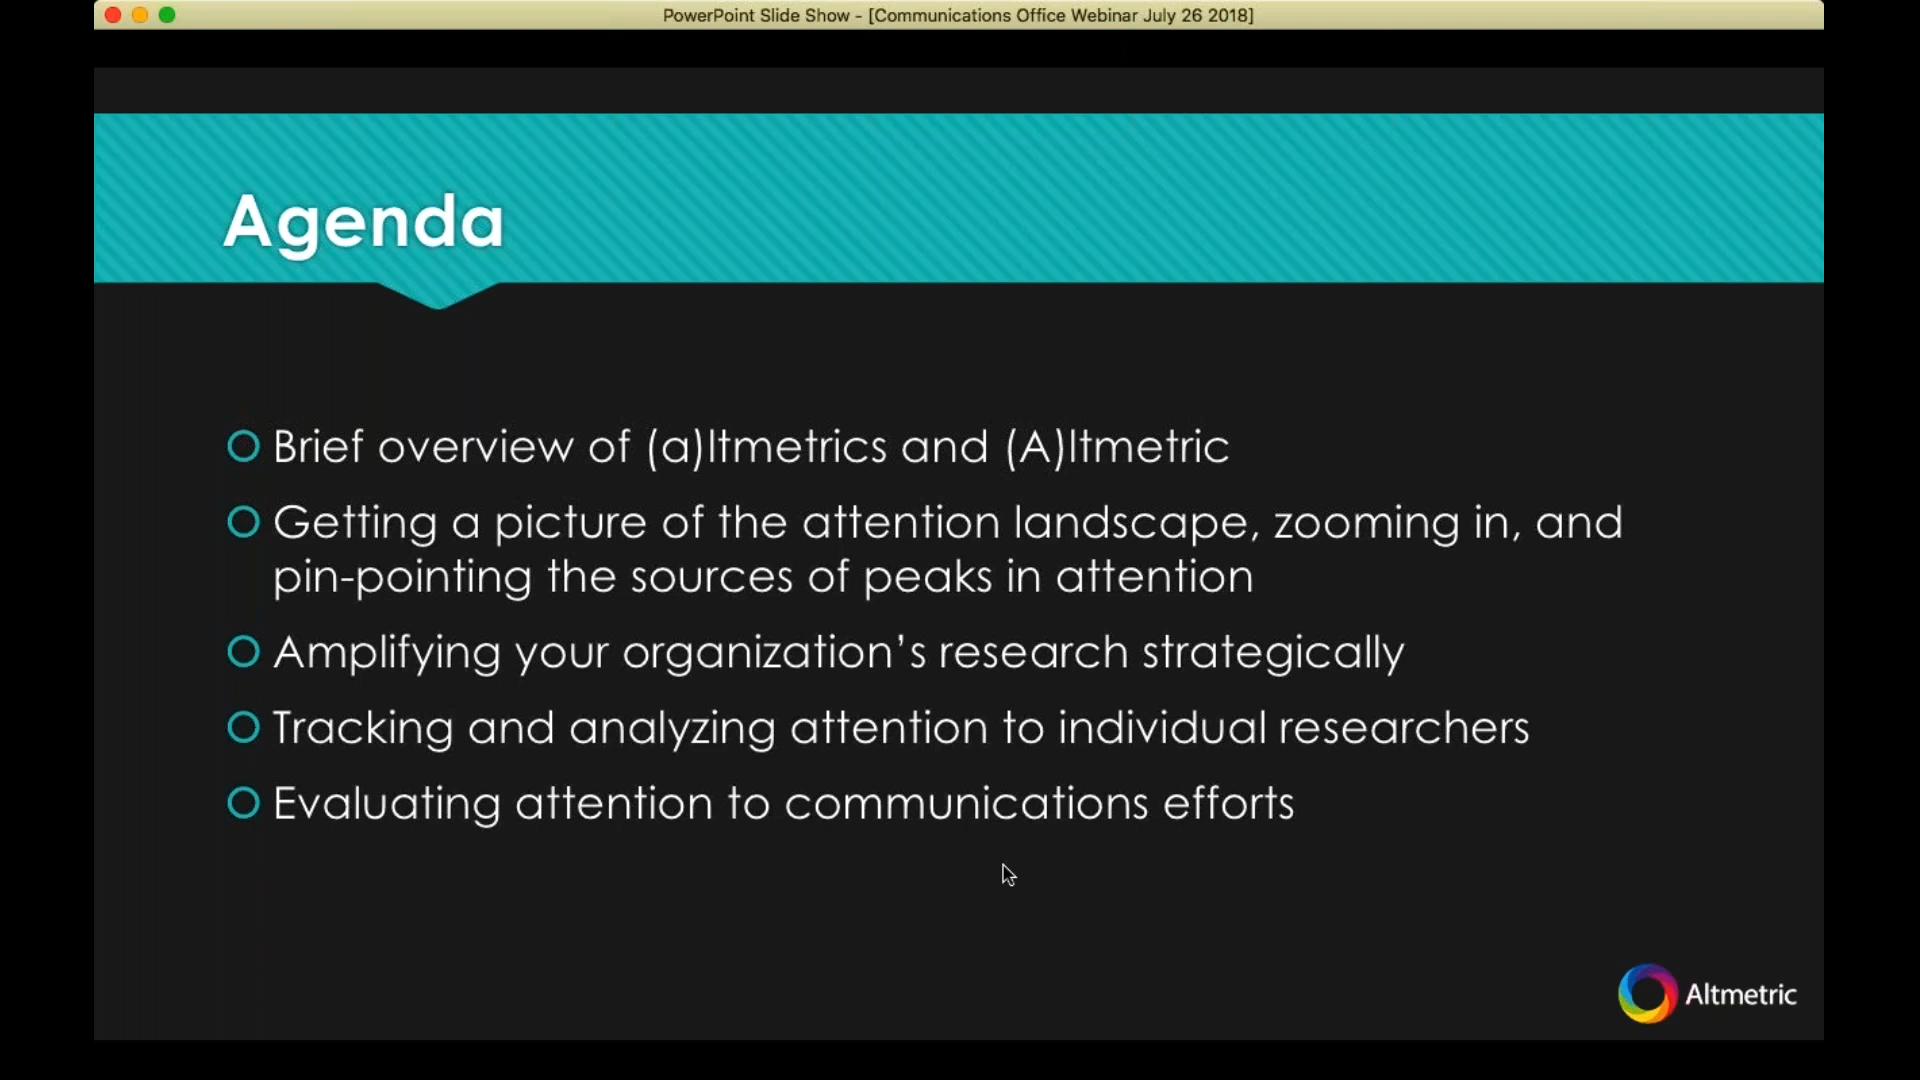 PowerPoint Slide Show - [Communications Office Webinar July 26 2018]
Agenda
Brief overview of (a)ltmetrics and (A)ltmetric
Getting a picture of the attention landscape, zooming in, and
pin-pointing the sources of peaks in attention
Amplifying your organization’s research strategically
Tracking and analyzing attention to individual researchers
Evaluating attention to communications efforts
Altmetric